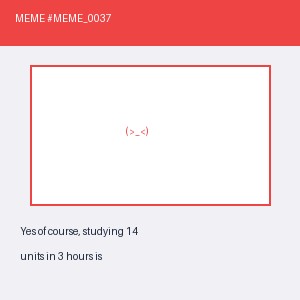 MEME #MEME_0037
(>_<)
Yes of course, studying 14
units in 3 hours is